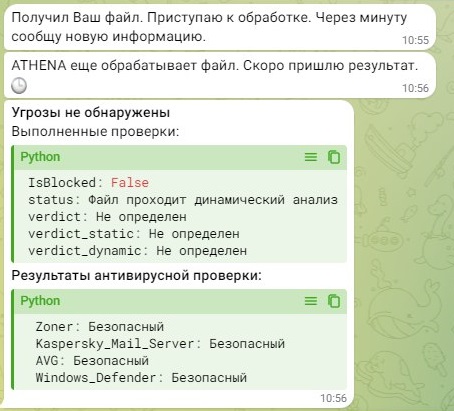 Получил Ваш файл. Приступаю к обработке. Через минуту
сообщу новую информацию.
10:55
ATHENA еще обрабатывает файл. Скоро пришлю результат.
10:56
Угрозы не обнаружены
Выполненные проверки:
Python
IsBlocked: False
status: Файл проходит динамический анализ
verdict: Не определен
verdict_static: Не определен
verdict_dynamic: Не определен
Результаты антивирусной проверки:
Python
Zoner: Безопасный
Kaspersky_Mail_Server: Безопасный
AVG: Безопасный
Windows_Defender: Безопасный
10:56